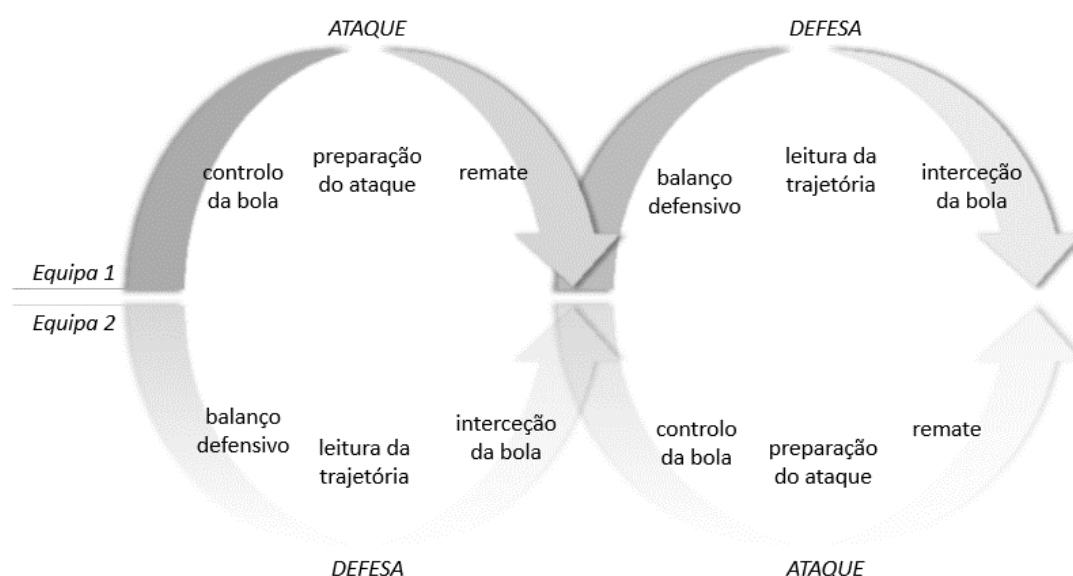 ATAQUE
DEFESA
controlo
da bola
preparação
do ataque
remate
balanço
defensivo
leitura da
trajetória
interceção
da bola
Equipa 1
Equipa 2
balanço
defensivo
leitura da
trajetória
interceção
da bola
controlo
da bola
preparação
do ataque
remate
DEFESA
ATAQUE